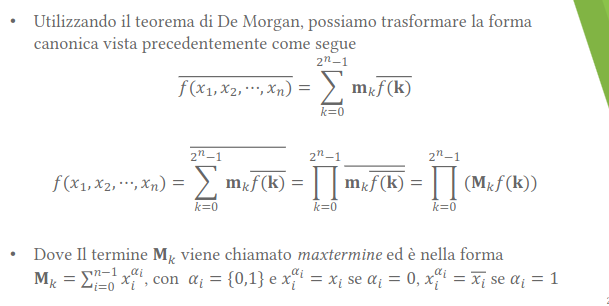 • Utilizzando il teorema di De Morgan, possiamo trasformare la forma
canonica vista precedentemente come segue
$\overline{f(x_1, x_2, \cdots, x_n)} = \sum_{k=0}^{2^n-1} \mathbf{m}_k \overline{f(\mathbf{k})}$
$f(x_1, x_2, \cdots, x_n) = \overline{\sum_{k=0}^{2^n-1} \mathbf{m}_k \overline{f(\mathbf{k})}} = \prod_{k=0}^{2^n-1} \overline{\mathbf{m}_k \overline{f(\mathbf{k})}} = \prod_{k=0}^{2^n-1} (\mathbf{M}_k f(\mathbf{k}))$
• Dove Il termine $\mathbf{M}_k$ viene chiamato maxtermine ed è nella forma
$\mathbf{M}_k = \sum_{i=0}^{n-1} x_i^{\alpha_i}$, con $\alpha_i = \{0,1\}$ e $x_i^{\alpha_i} = x_i$ se $\alpha_i = 0$, $x_i^{\alpha_i} = \overline{x_i}$ se $\alpha_i = 1$